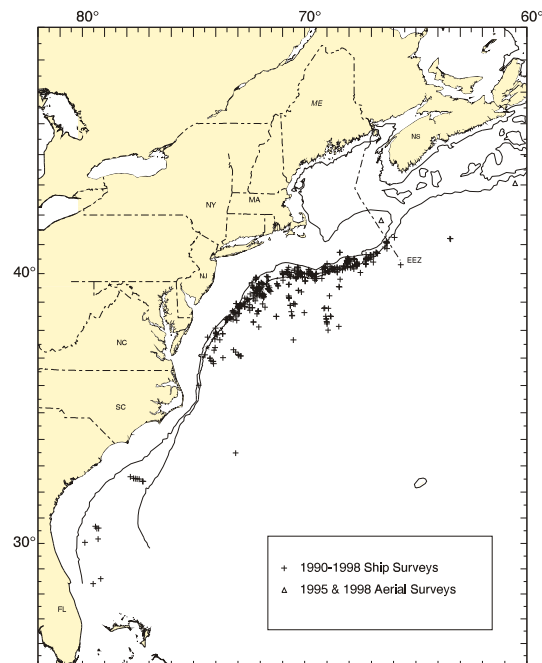 80° 70° 60°
ME
NS
NY MA
EEZ
40°
NJ
NC
SC
30°
+ 1990-1998 Ship Surveys
△ 1995 & 1998 Aerial Surveys
FL